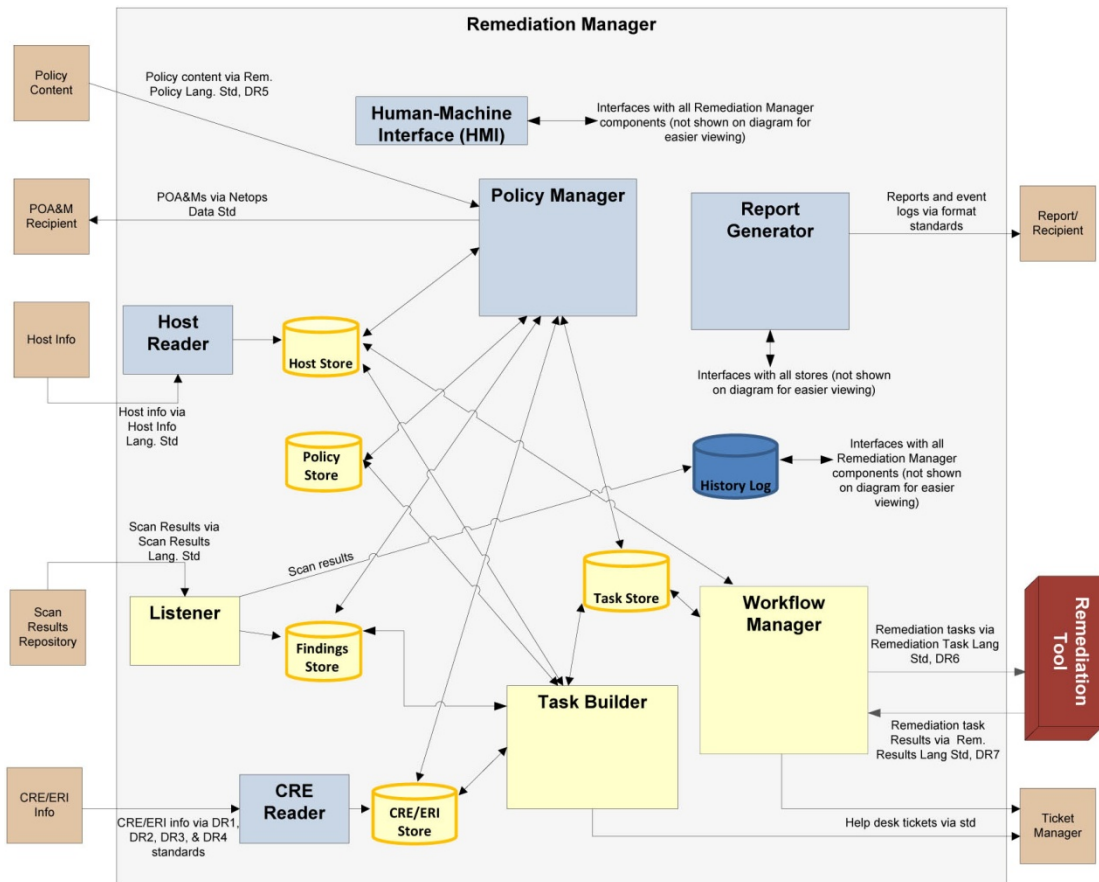 Remediation Manager
Policy
Content
Policy content via Rem.
Policy Lang. Std, DR5
Human-Machine
Interface (HMI)
Interfaces with all Remediation Manager
components (not shown on diagram for
easier viewing)
POA&M
Recipient
POA&Ms via Netops
Data Std
Policy Manager
Report
Generator
Reports and event
logs via format
standards
Report/
Recipient
Host Info
Host
Reader
Host Store
Interfaces with all stores (not shown
on diagram for easier viewing)
Host info via
Host Info
Lang. Std
Policy
Store
History Log
Interfaces with all
Remediation Manager
components (not shown
on diagram for easier
viewing)
Scan Results via
Scan Results
Lang. Std
Scan results
Scan
Results
Repository
Listener
Findings
Store
Task Store
Workflow
Manager
Remediation tasks via
Remediation Task Lang
Std, DR6
Remediation
Tool
Task Builder
Remediation task
Results via Rem.
Results Lang Std, DR7
CRE/ERI
Info
CRE
Reader
CRE/ERI
Store
CRE/ERI info via DR1,
DR2, DR3, & DR4
standards
Help desk tickets via std
Ticket
Manager